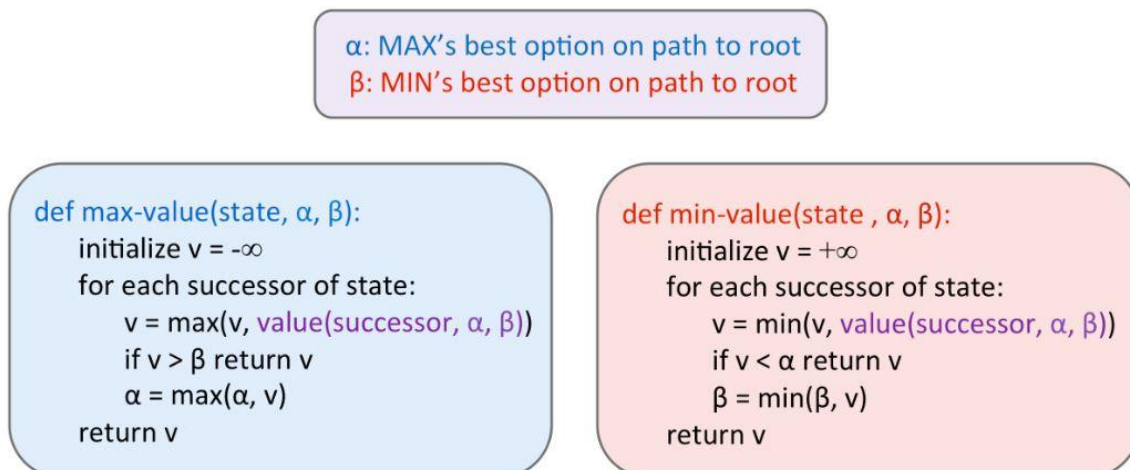 α: MAX's best option on path to root
β: MIN's best option on path to root
def max-value(state, α, β):
initialize v = -∞
for each successor of state:
v = max(v, value(successor, α, β))
if v > β return v
α = max(α, v)
return v
def min-value(state , α, β):
initialize v = +∞
for each successor of state:
v = min(v, value(successor, α, β))
if v < α return v
β = min(β, v)
return v